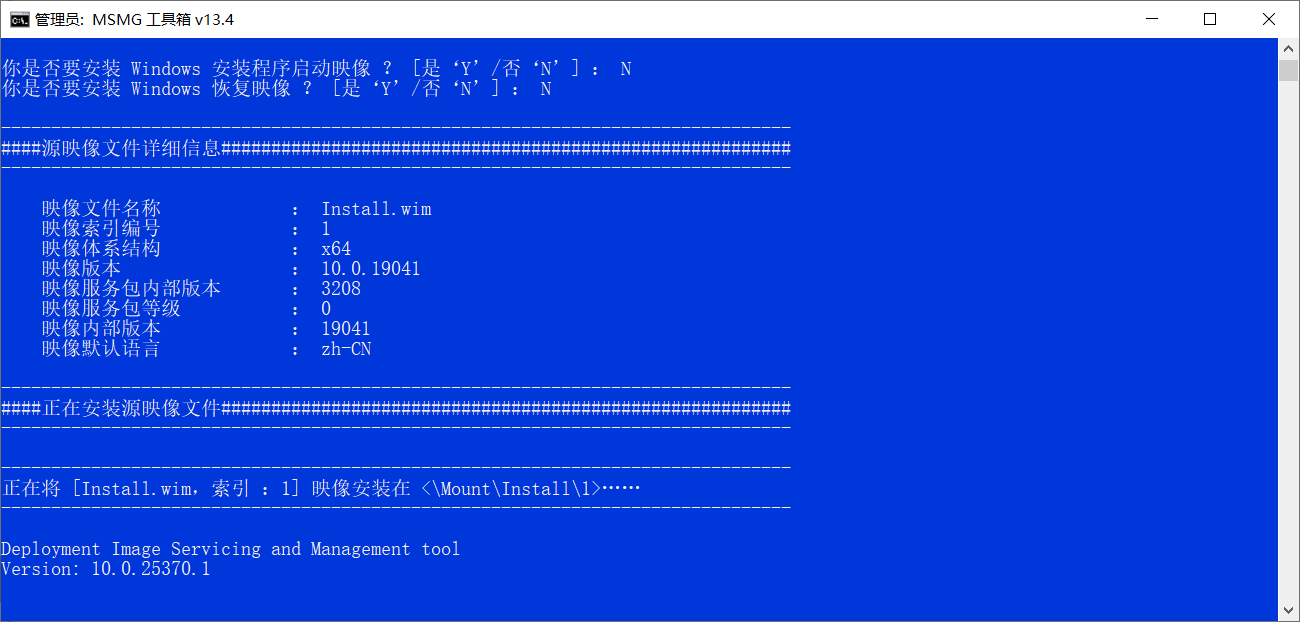 管理员: MSMG 工具箱 v13.4
你是否要安装 Windows 安装程序启动映像 ？ [是‘Y’/否‘N’] ： N
你是否要安装 Windows 恢复映像 ？ [是‘Y’/否‘N’] ： N
-------------------------------------------------------------------------------
####源映像文件详细信息#########################################################
-------------------------------------------------------------------------------
映像文件名称 ： Install.wim
映像索引编号 ： 1
映像体系结构 ： x64
映像版本 ： 10.0.19041
映像服务包内部版本 ： 3208
映像服务包等级 ： 0
映像内部版本 ： 19041
映像默认语言 ： zh-CN
-------------------------------------------------------------------------------
####正在安装源映像文件#########################################################
-------------------------------------------------------------------------------
-------------------------------------------------------------------------------
正在将 [Install.wim，索引 ：1] 映像安装在 <\Mount\Install\1>……
-------------------------------------------------------------------------------
Deployment Image Servicing and Management tool
Version: 10.0.25370.1